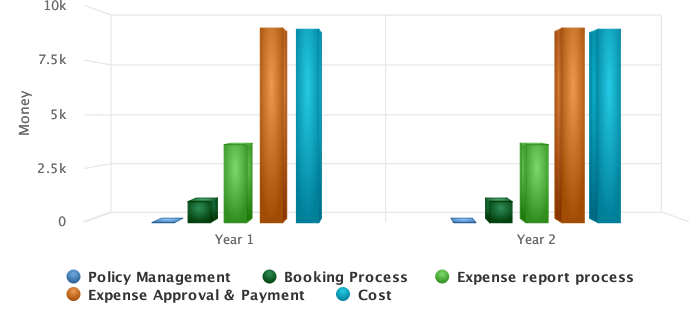 10k
7.5k
5k
2.5k
0
Money
Year 1 Year 2
Policy Management Booking Process Expense report process
Expense Approval & Payment Cost